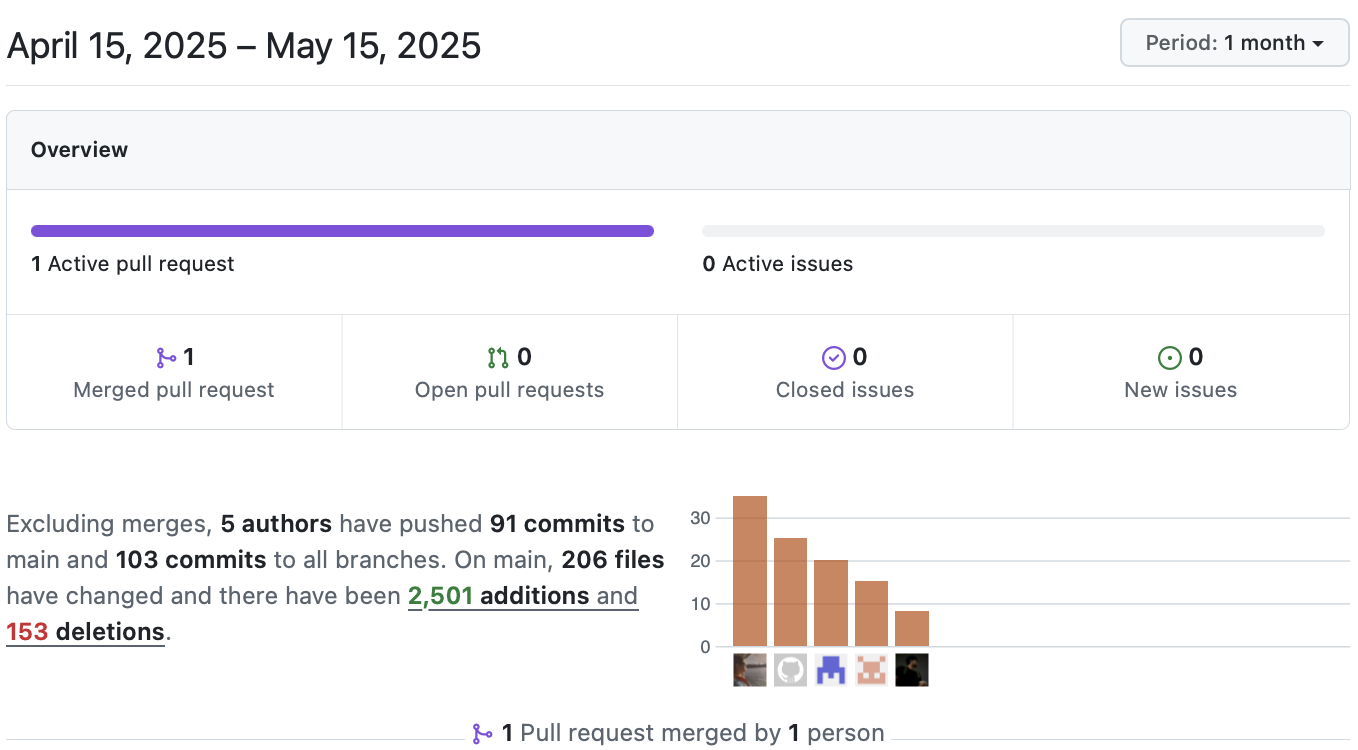 April 15, 2025 – May 15, 2025
Period: 1 month
Overview
1 Active pull request
0 Active issues
1
Merged pull request
0
Open pull requests
0
Closed issues
0
New issues
Excluding merges, 5 authors have pushed 91 commits to
main and 103 commits to all branches. On main, 206 files
have changed and there have been 2,501 additions and
153 deletions.
30
20
10
0
1 Pull request merged by 1 person